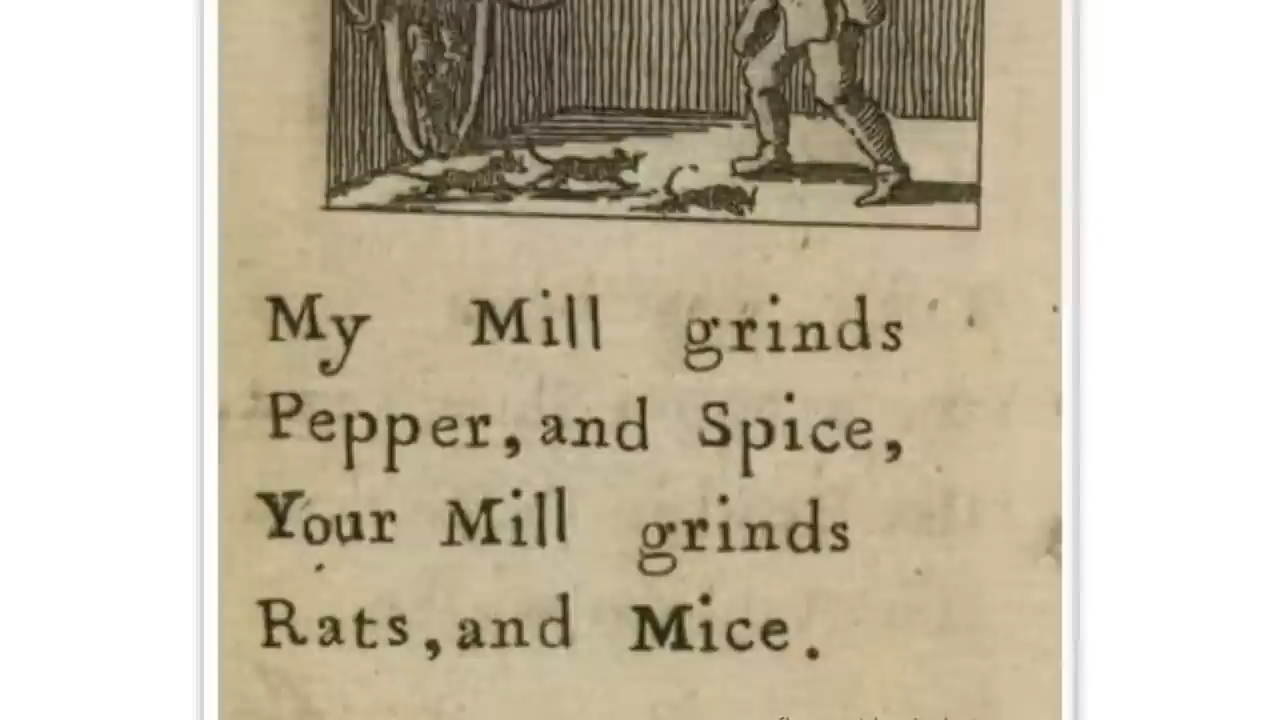 My Mill grinds
Pepper, and Spice,
Your Mill grinds
Rats, and Mice.